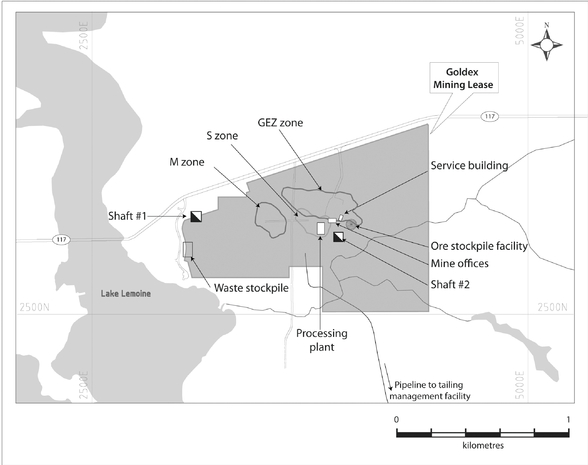 2500E
5000E
N
Goldex
Mining Lease
117
GEZ zone
S zone
M zone
Service building
Shaft #1
117
Ore stockpile facility
Mine offices
Shaft #2
Waste stockpile
Lake Lemoine
2500N
2500N
Processing
plant
2500E
5000E
Pipeline to tailing
management facility
0
1
kilometres